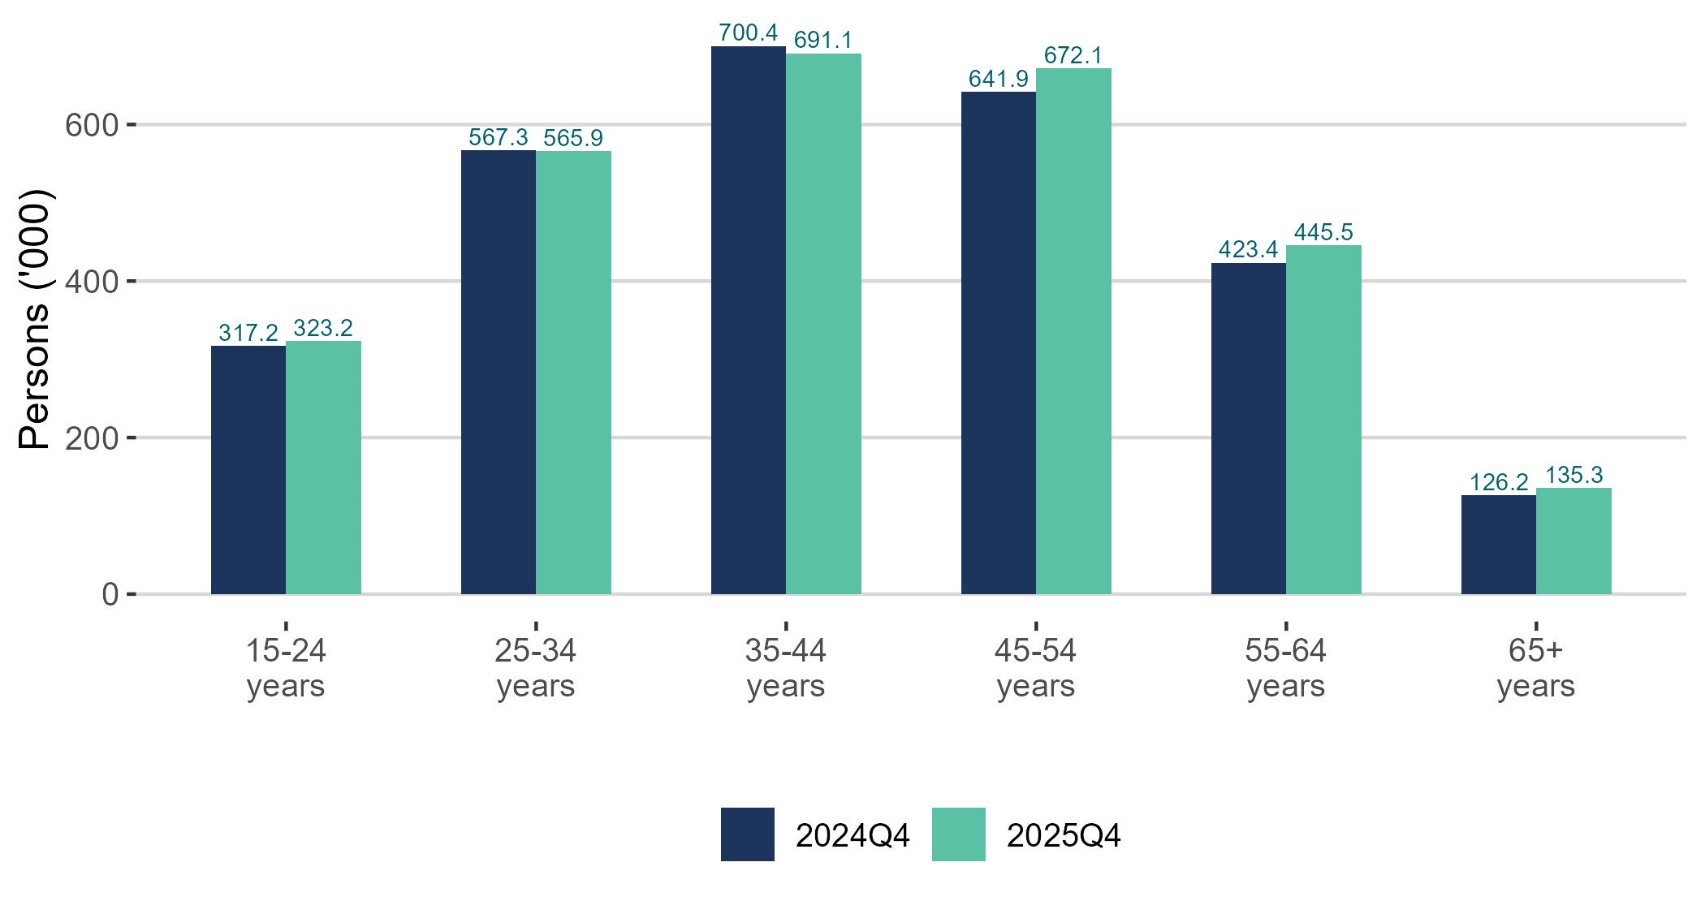 700.4 691.1
641.9 672.1
567.3 565.9
423.4 445.5
317.2 323.2
126.2 135.3
Persons ('000)
600
400
200
0
15-24
years
25-34
years
35-44
years
45-54
years
55-64
years
65+
years
2024Q4 2025Q4